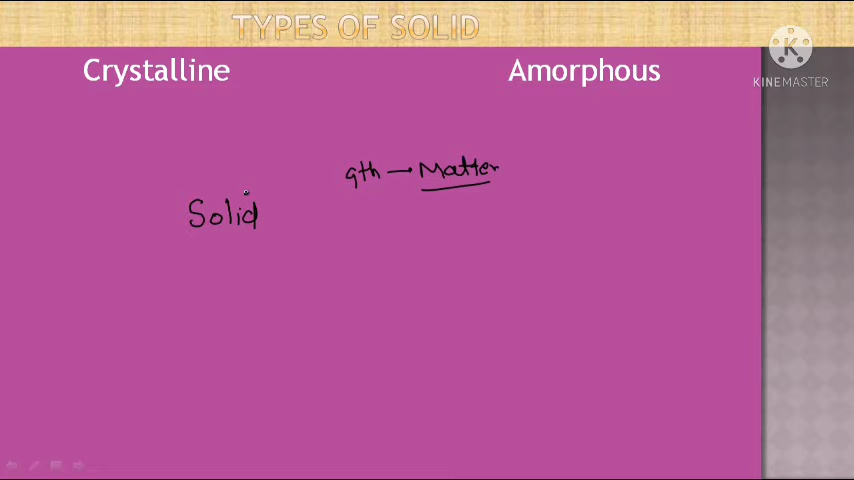 TYPES OF SOLID
K
KINEMASTER
Crystalline Amorphous
9th → Matter
Solid